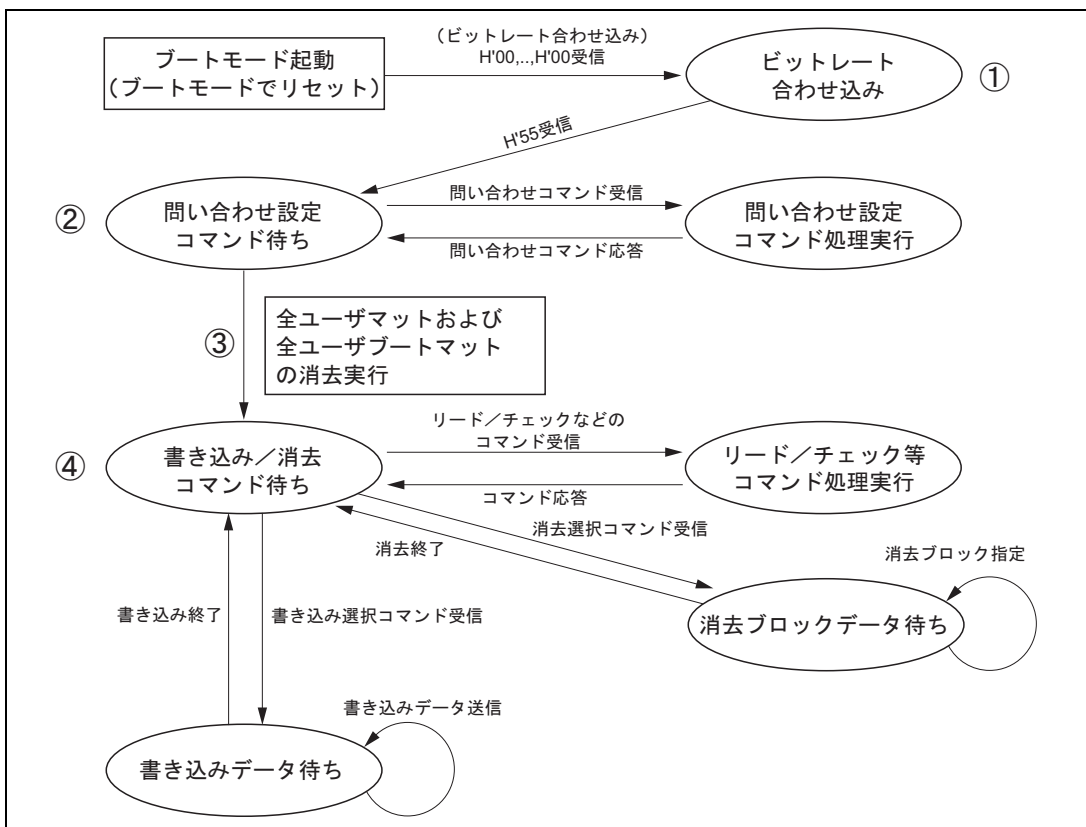 ブートモード起動
(ブートモードでリセット)
(ビットレート合わせ込み)
H'00,..,H'00受信
ビットレート
合わせ込み
①
H'55受信
②
問い合わせ設定
コマンド待ち
問い合わせコマンド受信
問い合わせコマンド応答
問い合わせ設定
コマンド処理実行
③
全ユーザマットおよび
全ユーザブートマット
の消去実行
④
書き込み/消去
コマンド待ち
リード/チェックなどの
コマンド受信
コマンド応答
リード/チェック等
コマンド処理実行
消去選択コマンド受信
消去終了
消去ブロック指定
消去ブロックデータ待ち
書き込み終了
書き込み選択コマンド受信
書き込みデータ送信
書き込みデータ待ち